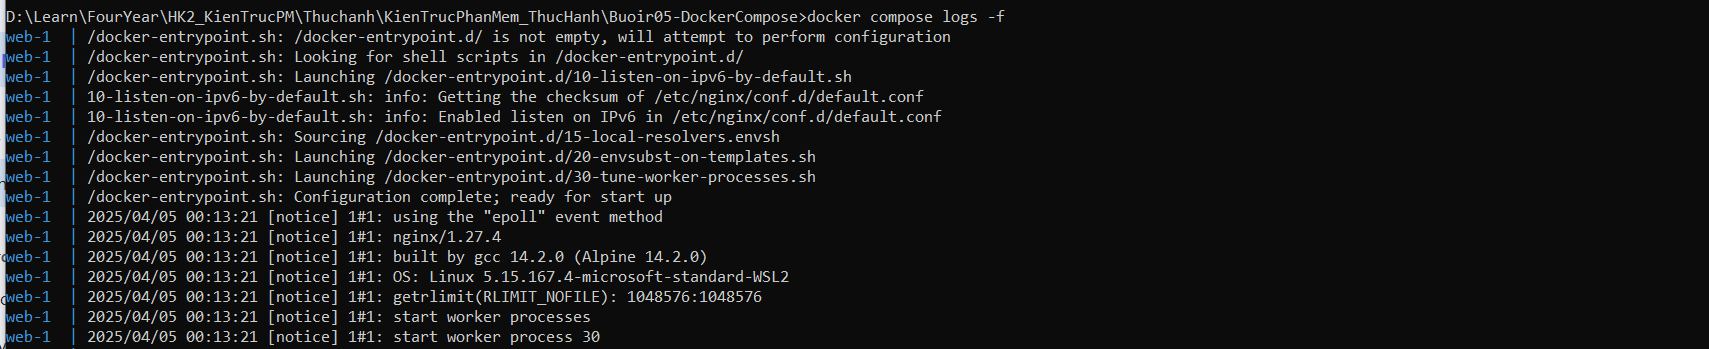 D:\Learn\FourYear\HK2_KienTrucPM\Thuchanh\KienTrucPhanMem_ThucHanh\Buoir05-DockerCompose>docker compose logs -f
web-1  | /docker-entrypoint.sh: /docker-entrypoint.d/ is not empty, will attempt to perform configuration
web-1  | /docker-entrypoint.sh: Looking for shell scripts in /docker-entrypoint.d/
web-1  | /docker-entrypoint.sh: Launching /docker-entrypoint.d/10-listen-on-ipv6-by-default.sh
web-1  | 10-listen-on-ipv6-by-default.sh: info: Getting the checksum of /etc/nginx/conf.d/default.conf
web-1  | 10-listen-on-ipv6-by-default.sh: info: Enabled listen on IPv6 in /etc/nginx/conf.d/default.conf
web-1  | /docker-entrypoint.sh: Sourcing /docker-entrypoint.d/15-local-resolvers.envsh
web-1  | /docker-entrypoint.sh: Launching /docker-entrypoint.d/20-envsubst-on-templates.sh
web-1  | /docker-entrypoint.sh: Launching /docker-entrypoint.d/30-tune-worker-processes.sh
web-1  | /docker-entrypoint.sh: Configuration complete; ready for start up
web-1  | 2025/04/05 00:13:21 [notice] 1#1: using the "epoll" event method
web-1  | 2025/04/05 00:13:21 [notice] 1#1: nginx/1.27.4
web-1  | 2025/04/05 00:13:21 [notice] 1#1: built by gcc 14.2.0 (Alpine 14.2.0)
web-1  | 2025/04/05 00:13:21 [notice] 1#1: OS: Linux 5.15.167.4-microsoft-standard-WSL2
web-1  | 2025/04/05 00:13:21 [notice] 1#1: getrlimit(RLIMIT_NOFILE): 1048576:1048576
web-1  | 2025/04/05 00:13:21 [notice] 1#1: start worker processes
web-1  | 2025/04/05 00:13:21 [notice] 1#1: start worker process 30